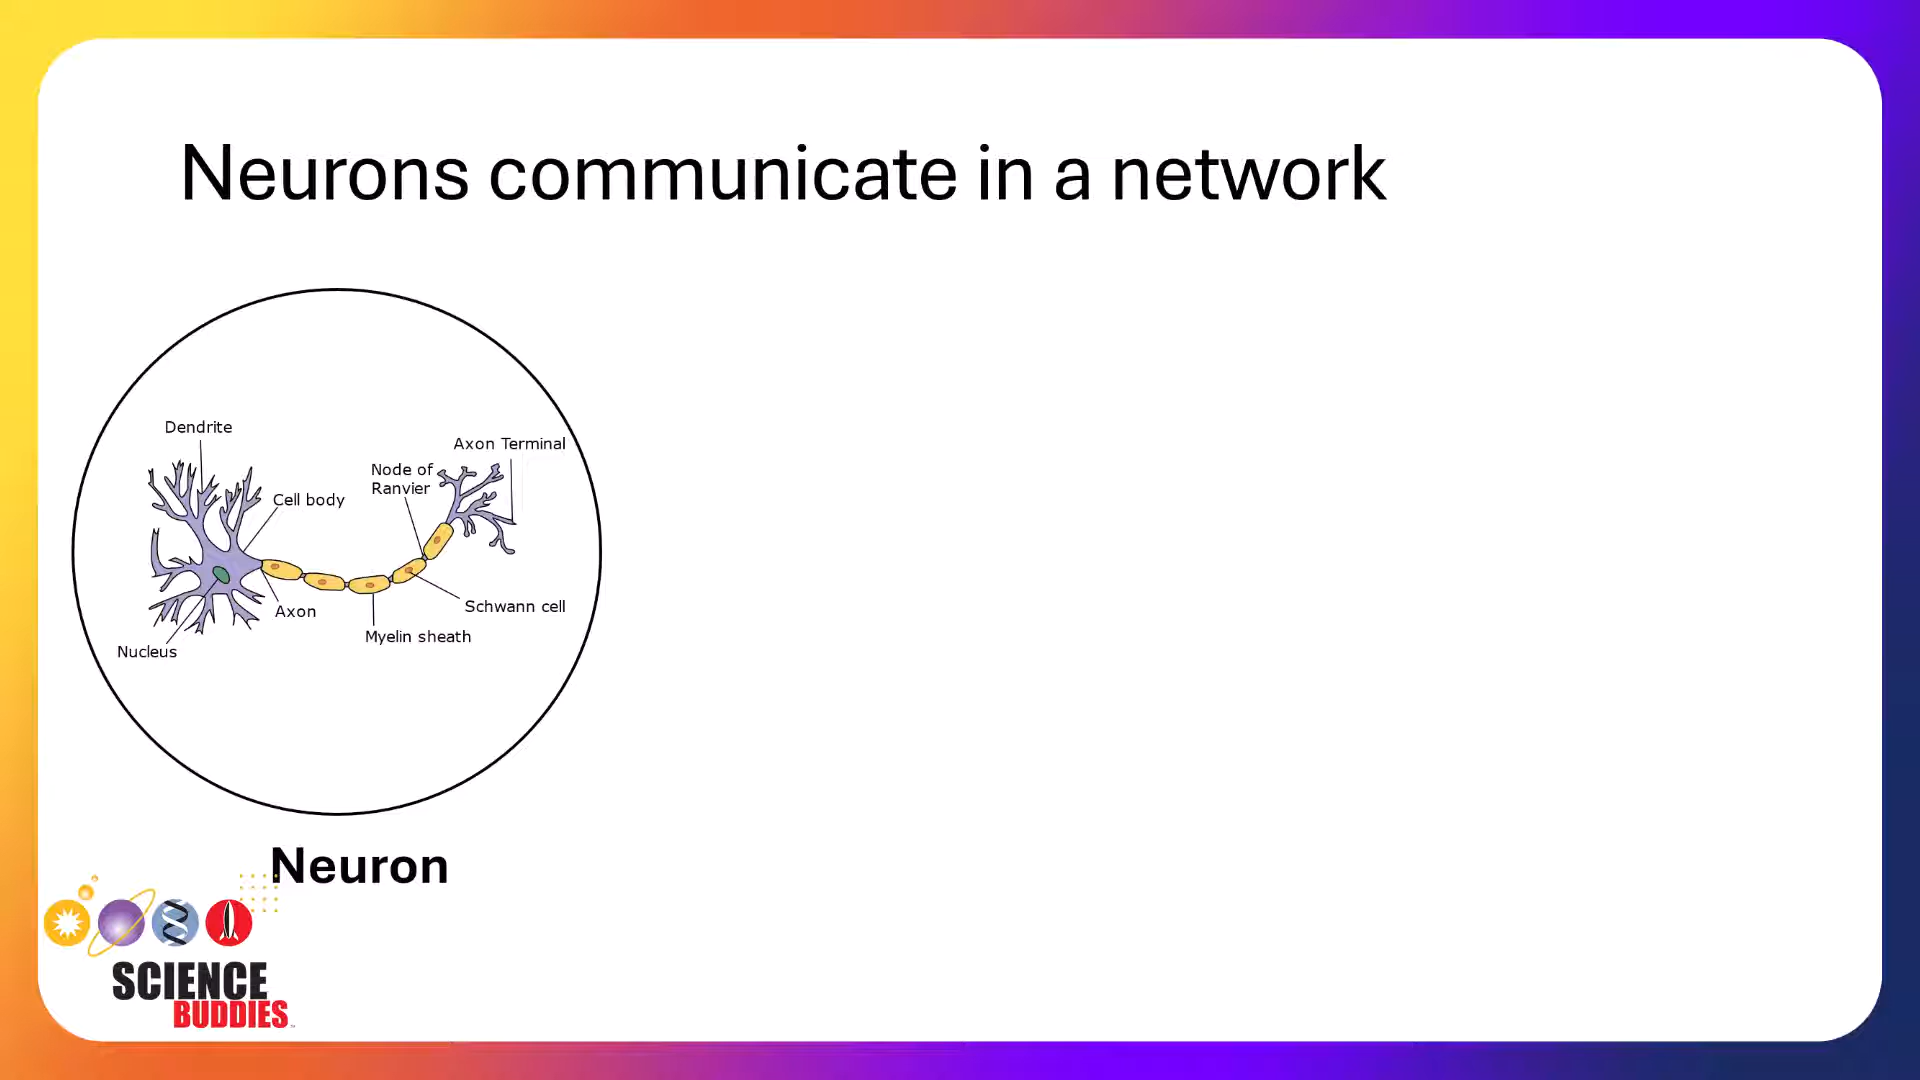 Neurons communicate in a network
Dendrite
Axon Terminal
Node of
Ranvier
Cell body
Schwann cell
Axon
Myelin sheath
Nucleus
Neuron
SCIENCE
BUDDIES